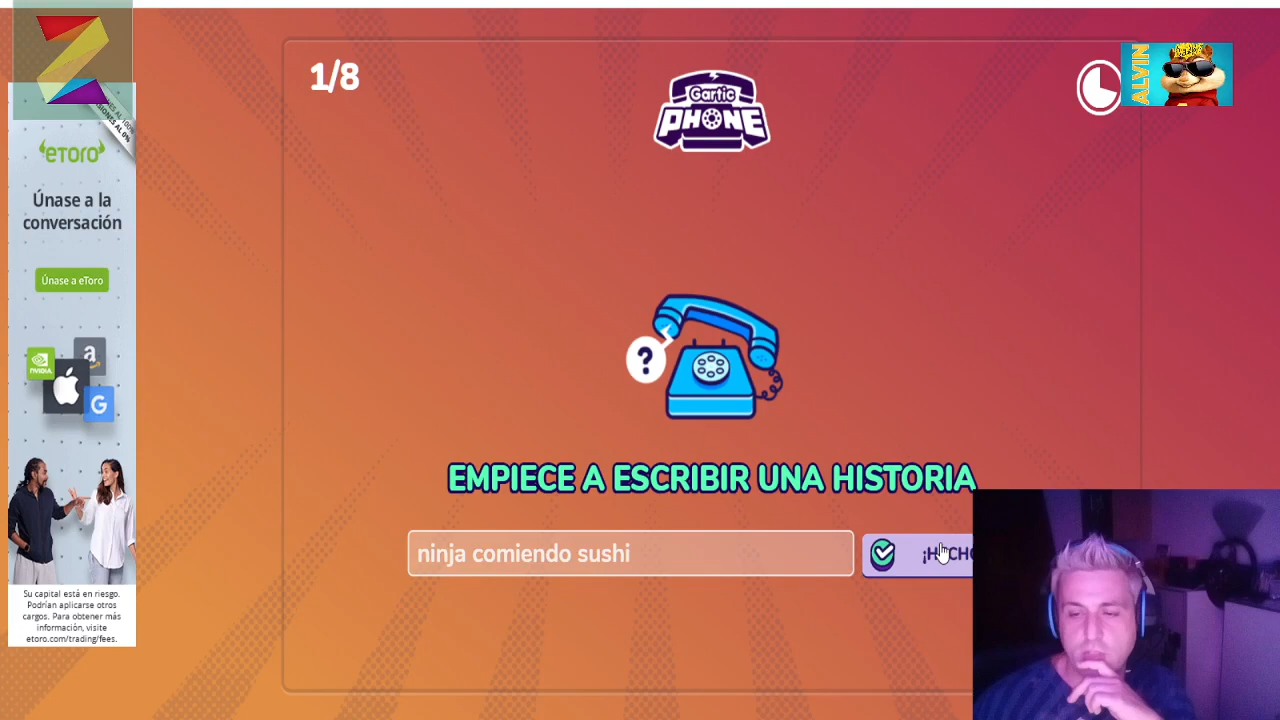 1/8
Gartic
PHONE
ALVIN
eToro
Únase a la
conversación
Únase a eToro
NVIDIA
a
G
Su capital está en riesgo.
Podrían aplicarse otros
cargos. Para obtener más
información, visite
etoro.com/trading/fees.
?
EMPIECE A ESCRIBIR UNA HISTORIA
ninja comiendo sushi